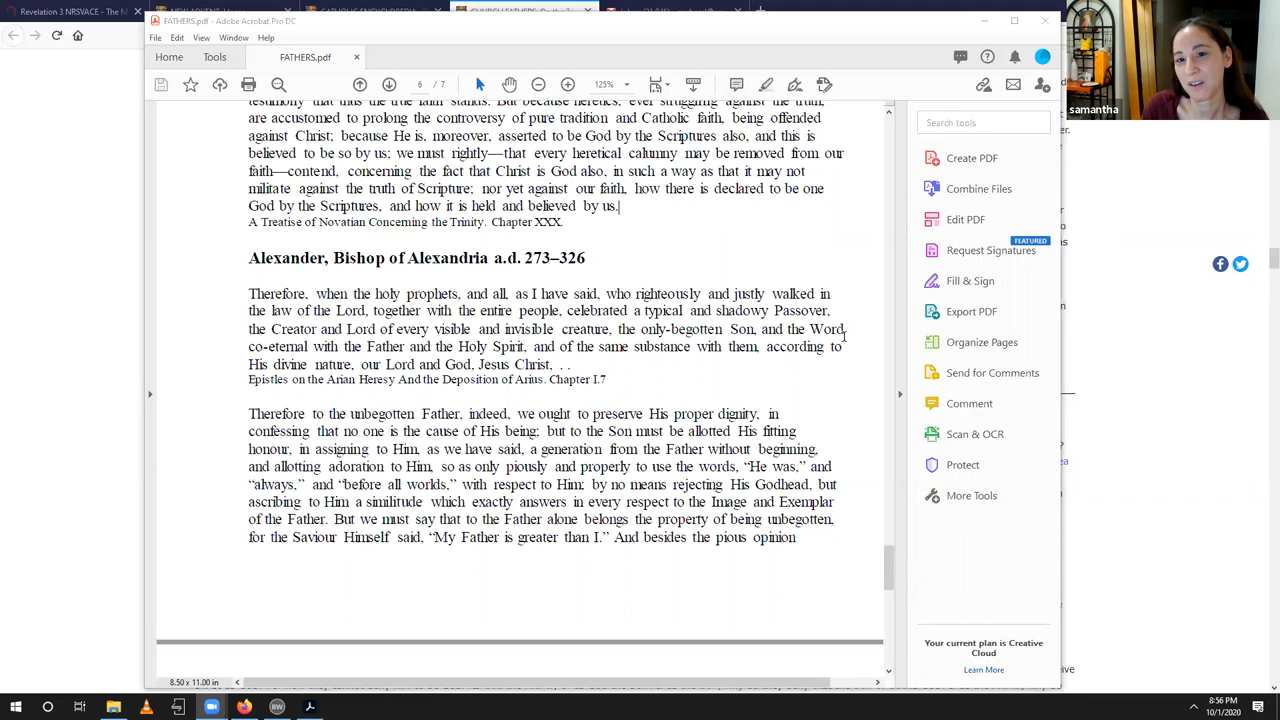 Revelation 3 NRSVACE - The N
FATHERS.pdf - Adobe Acrobat Pro DC
File Edit View Window Help
samantha
Home Tools FATHERS.pdf ×
6 / 7 125%
testimony that thus the true faith stands. But because heretics, ever struggling against the truth,
are accustomed to judge the controversy of pure tradition and Catholic faith, being offended
against Christ; because He is, moreover, asserted to be God by the Scriptures also, and this is
believed to be so by us; we must rightly—that every heretical calumny may be removed from our
faith—contend, concerning the fact that Christ is God also, in such a way as that it may not
militate against the truth of Scripture; nor yet against our faith, how there is declared to be one
God by the Scriptures, and how it is held and believed by us.
A Treatise of Novatian Concerning the Trinity. Chapter XXX.
Alexander, Bishop of Alexandria a.d. 273–326
Therefore, when the holy prophets, and all, as I have said, who righteously and justly walked in
the law of the Lord, together with the entire people, celebrated a typical and shadowy Passover,
the Creator and Lord of every visible and invisible creature, the only-begotten Son, and the Word
co-eternal with the Father and the Holy Spirit, and of the same substance with them, according to
His divine nature, our Lord and God, Jesus Christ, . .
Epistles on the Arian Heresy And the Deposition of Arius. Chapter I.7
Therefore to the unbegotten Father, indeed, we ought to preserve His proper dignity, in
confessing that no one is the cause of His being; but to the Son must be allotted His fitting
honour, in assigning to Him, as we have said, a generation from the Father without beginning,
and allotting adoration to Him, so as only piously and properly to use the words, “He was,” and
“always,” and “before all worlds,” with respect to Him; by no means rejecting His Godhead, but
ascribing to Him a similitude which exactly answers in every respect to the Image and Exemplar
of the Father. But we must say that to the Father alone belongs the property of being unbegotten,
for the Saviour Himself said, “My Father is greater than I.” And besides the pious opinion
8.50 x 11.00 in
Search tools
Create PDF
Combine Files
Edit PDF
FEATURED
Request Signatures
Fill & Sign
Export PDF
Organize Pages
Send for Comments
Comment
Scan & OCR
Protect
More Tools
Your current plan is Creative
Cloud
Learn More
8:56 PM
10/1/2020